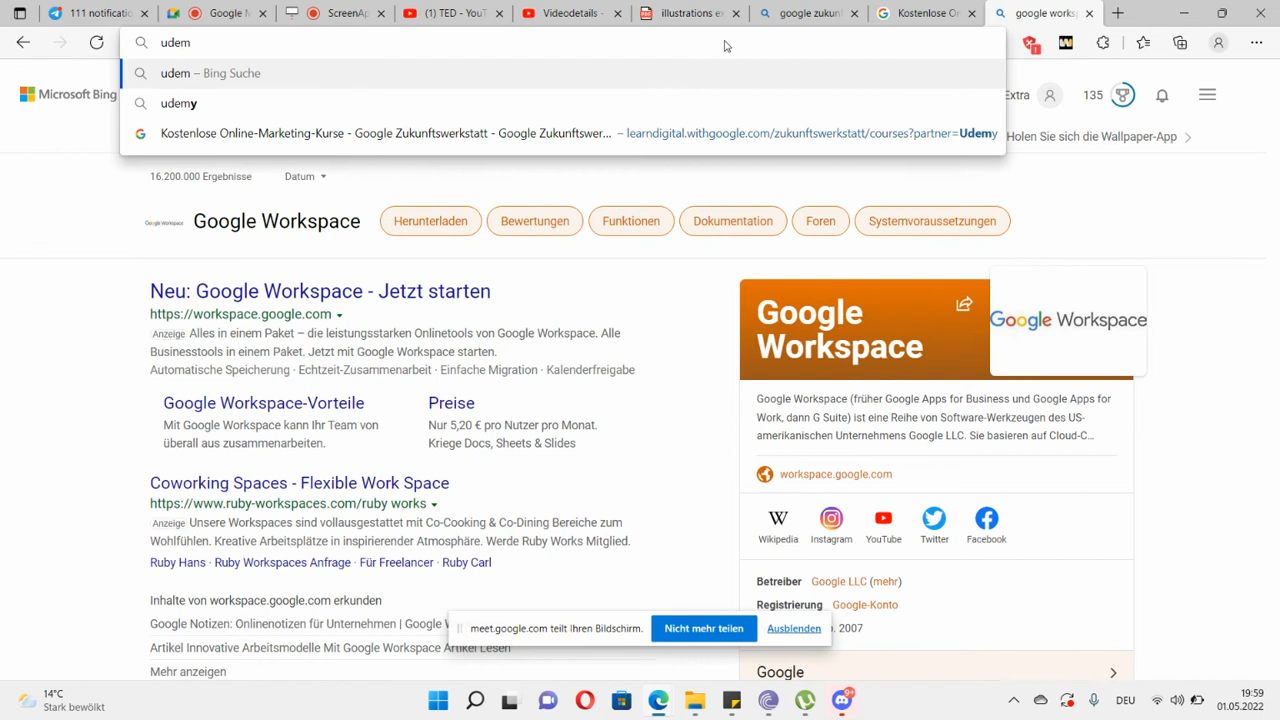 11 notificati
Google M
ScreenAp
(1) TED - YouT
Videodetails -
illustrations ex
google zukunf
Kostenlose On
google worksp
udem
udem – Bing Suche
udemy
Kostenlose Online-Marketing-Kurse - Google Zukunftswerkstatt - Google Zukunftswer... – learndigital.withgoogle.com/zukunftswerkstatt/courses?partner=Udemy
Microsoft Bing
Extra
135
Holen Sie sich die Wallpaper-App
16.200.000 Ergebnisse Datum
Google Workspace
Herunterladen
Bewertungen
Funktionen
Dokumentation
Foren
Systemvoraussetzungen
Neu: Google Workspace - Jetzt starten
https://workspace.google.com
Anzeige Alles in einem Paket – die leistungsstarken Onlinetools von Google Workspace. Alle
Businesstools in einem Paket. Jetzt mit Google Workspace starten.
Automatische Speicherung · Echtzeit-Zusammenarbeit · Einfache Migration · Kalenderfreigabe
Google Workspace-Vorteile
Mit Google Workspace kann Ihr Team von
überall aus zusammenarbeiten.
Preise
Nur 5,20 € pro Nutzer pro Monat.
Kriege Docs, Sheets & Slides
Coworking Spaces - Flexible Work Space
https://www.ruby-workspaces.com/ruby works
Anzeige Unsere Workspaces sind vollausgestattet mit Co-Cooking & Co-Dining Bereiche zum
Wohlfühlen. Kreative Arbeitsplätze in inspirierender Atmosphäre. Werde Ruby Works Mitglied.
Ruby Hans · Ruby Workspaces Anfrage · Für Freelancer · Ruby Carl
Inhalte von workspace.google.com erkunden
Google Notizen: Onlinenotizen für Unternehmen | Google W
Artikel Innovative Arbeitsmodelle Mit Google Workspace Artikel Lesen
Mehr anzeigen
Google
Workspace
Google Workspace
Google Workspace (früher Google Apps for Business und Google Apps for
Work, dann G Suite) ist eine Reihe von Software-Werkzeugen des US-
amerikanischen Unternehmens Google LLC. Sie basieren auf Cloud-C...
workspace.google.com
W
Wikipedia
Instagram
YouTube
Twitter
Facebook
Betreiber Google LLC (mehr)
Registrierung Google-Konto
2007
Google
meet.google.com teilt Ihren Bildschirm.
Nicht mehr teilen
Ausblenden
14°C
Stark bewölkt
9+
DEU
19:59
01.05.2022